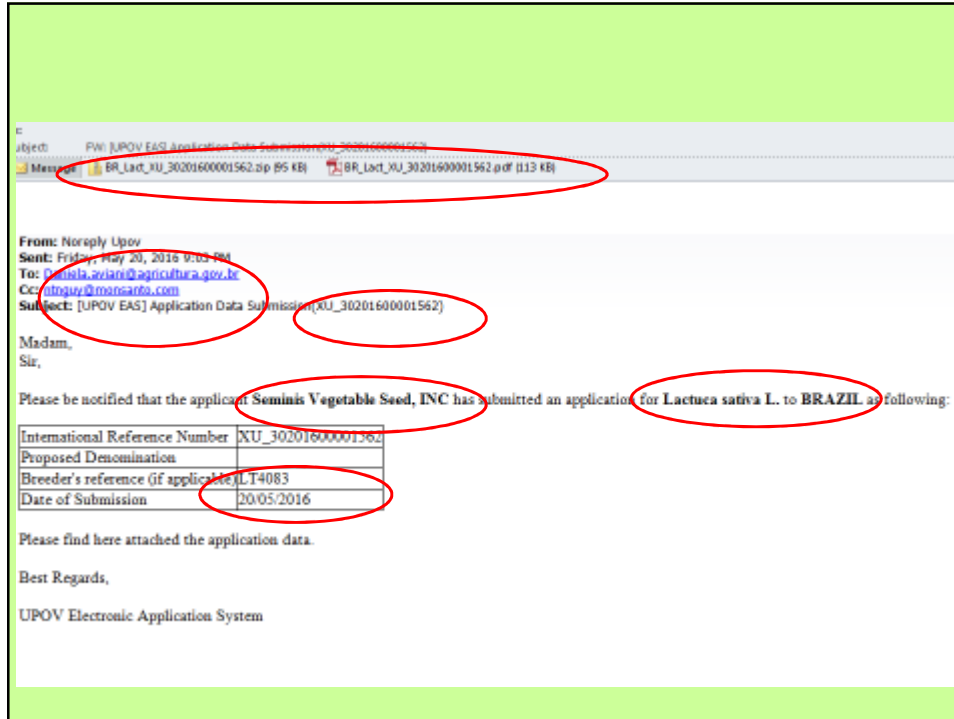 ubject: FW: [UPOV EAS] Application Data Submission(XU_30201600001562)
Message BR_Lact_XU_30201600001562.zip (95 KB) BR_Lact_XU_30201600001562.pdf (113 KB)
From: Noreply Upov
Sent: Friday, May 20, 2016 9:03 PM
To: Daniela.aviani@agricultura.gov.br
Cc: ntnguy@monsanto.com
Subject: [UPOV EAS] Application Data Submission(XU_30201600001562)
Madam,
Sir,
Please be notified that the applicant Seminis Vegetable Seed, INC has submitted an application for Lactuca sativa L. to BRAZIL as following:
International Reference Number XU_30201600001562
Proposed Denomination
Breeder's reference (if applicable) LT4083
Date of Submission 20/05/2016
Please find here attached the application data.
Best Regards,
UPOV Electronic Application System